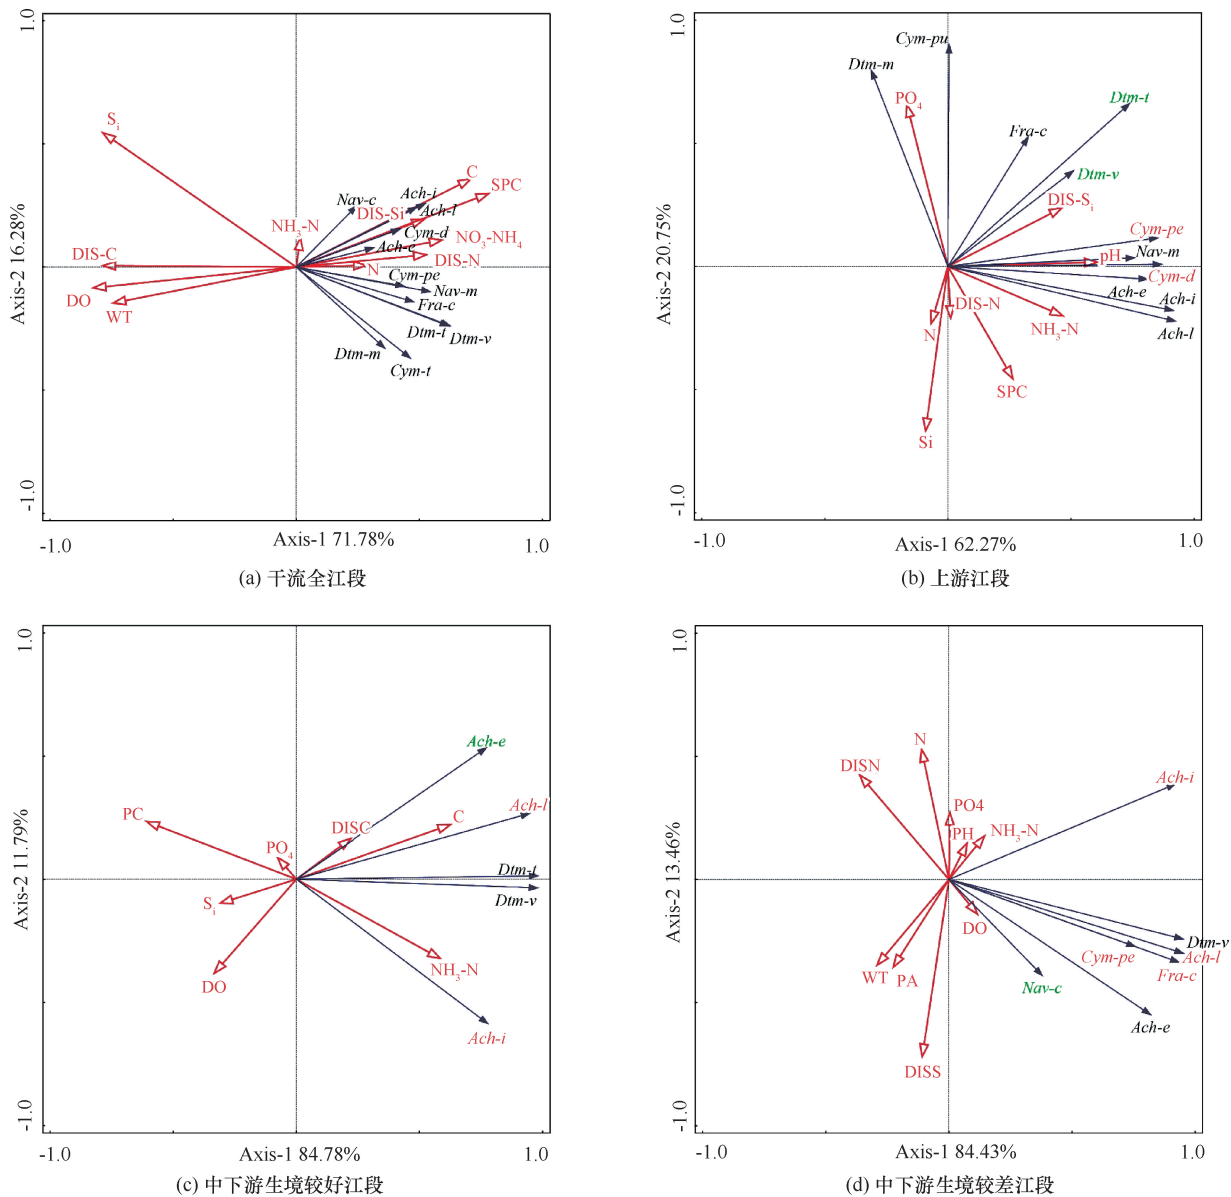 1.0
S_i
C
SPC
Ach-i
Nav-c
DIS-Si
Ach-l
NH₃-N
Cym-d
NO₃-NH₄
Ach-e
DIS-C
DIS-N
N
Cym-pe
DO
Nav-m
WT
Fra-c
Dtm-t
Dtm-v
Dtm-m
Cym-t
Axis-2 16.28%
-1.0
-1.0
Axis-1 71.78%
1.0
(a) 干流全江段
1.0
Cym-pu
Dtm-m
PO₄
Dtm-t
Fra-c
Dtm-v
DIS-S_i
Cym-pe
pH
Nav-m
Cym-d
Ach-e
Ach-i
DIS-N
NH₃-N
N
Ach-l
SPC
Si
Axis-2 20.75%
-1.0
-1.0
Axis-1 62.27%
1.0
(b) 上游江段
1.0
Ach-e
Ach-l
PC
C
DISC
PO₄
Dtm-t
S_i
Dtm-v
NH₃-N
DO
Ach-i
Axis-2 11.79%
-1.0
-1.0
Axis-1 84.78%
1.0
(c) 中下游生境较好江段
1.0
N
DISN
Ach-i
PO4
PH
NH₃-N
DO
Dtm-v
Cym-pe
Ach-l
WT
PA
Fra-c
Nav-c
Ach-e
DISS
Axis-2 13.46%
-1.0
-1.0
Axis-1 84.43%
1.0
(d) 中下游生境较差江段